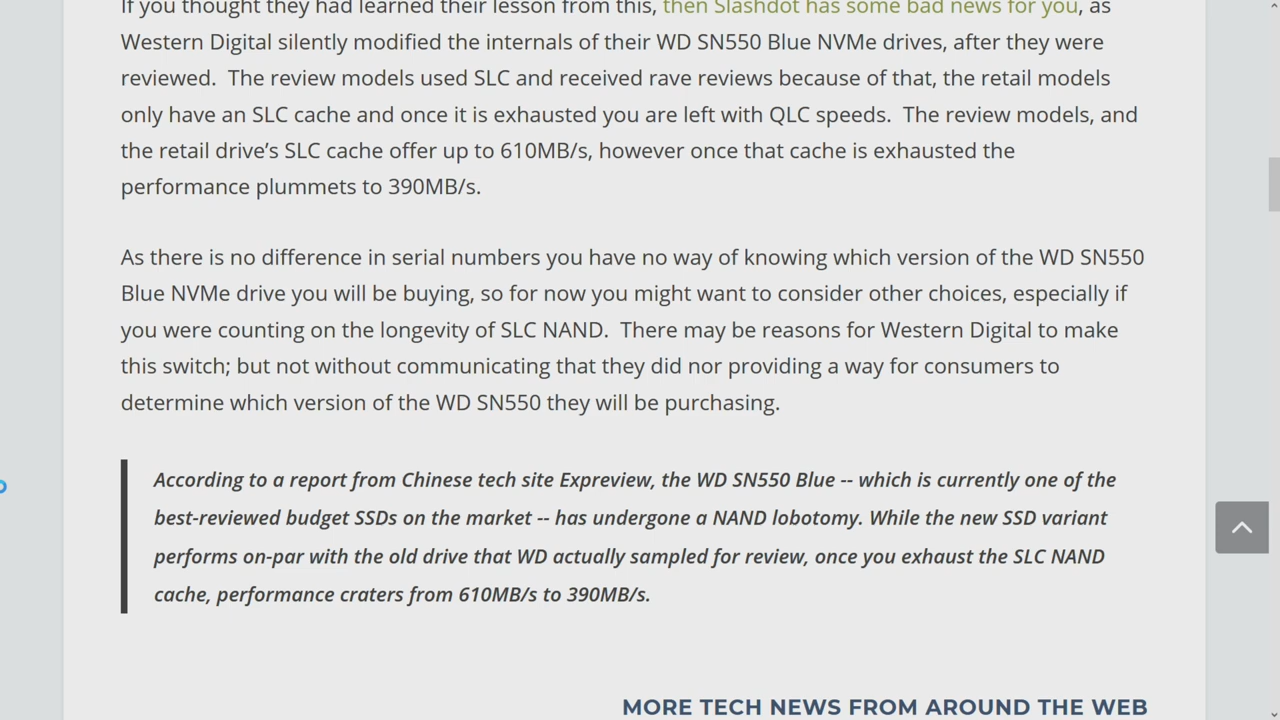 If you thought they had learned their lesson from this, then Slashdot has some bad news for you, as
Western Digital silently modified the internals of their WD SN550 Blue NVMe drives, after they were
reviewed.  The review models used SLC and received rave reviews because of that, the retail models
only have an SLC cache and once it is exhausted you are left with QLC speeds.  The review models, and
the retail drive’s SLC cache offer up to 610MB/s, however once that cache is exhausted the
performance plummets to 390MB/s.
As there is no difference in serial numbers you have no way of knowing which version of the WD SN550
Blue NVMe drive you will be buying, so for now you might want to consider other choices, especially if
you were counting on the longevity of SLC NAND.  There may be reasons for Western Digital to make
this switch; but not without communicating that they did nor providing a way for consumers to
determine which version of the WD SN550 they will be purchasing.
According to a report from Chinese tech site Expreview, the WD SN550 Blue -- which is currently one of the
best-reviewed budget SSDs on the market -- has undergone a NAND lobotomy. While the new SSD variant
performs on-par with the old drive that WD actually sampled for review, once you exhaust the SLC NAND
cache, performance craters from 610MB/s to 390MB/s.
MORE TECH NEWS FROM AROUND THE WEB